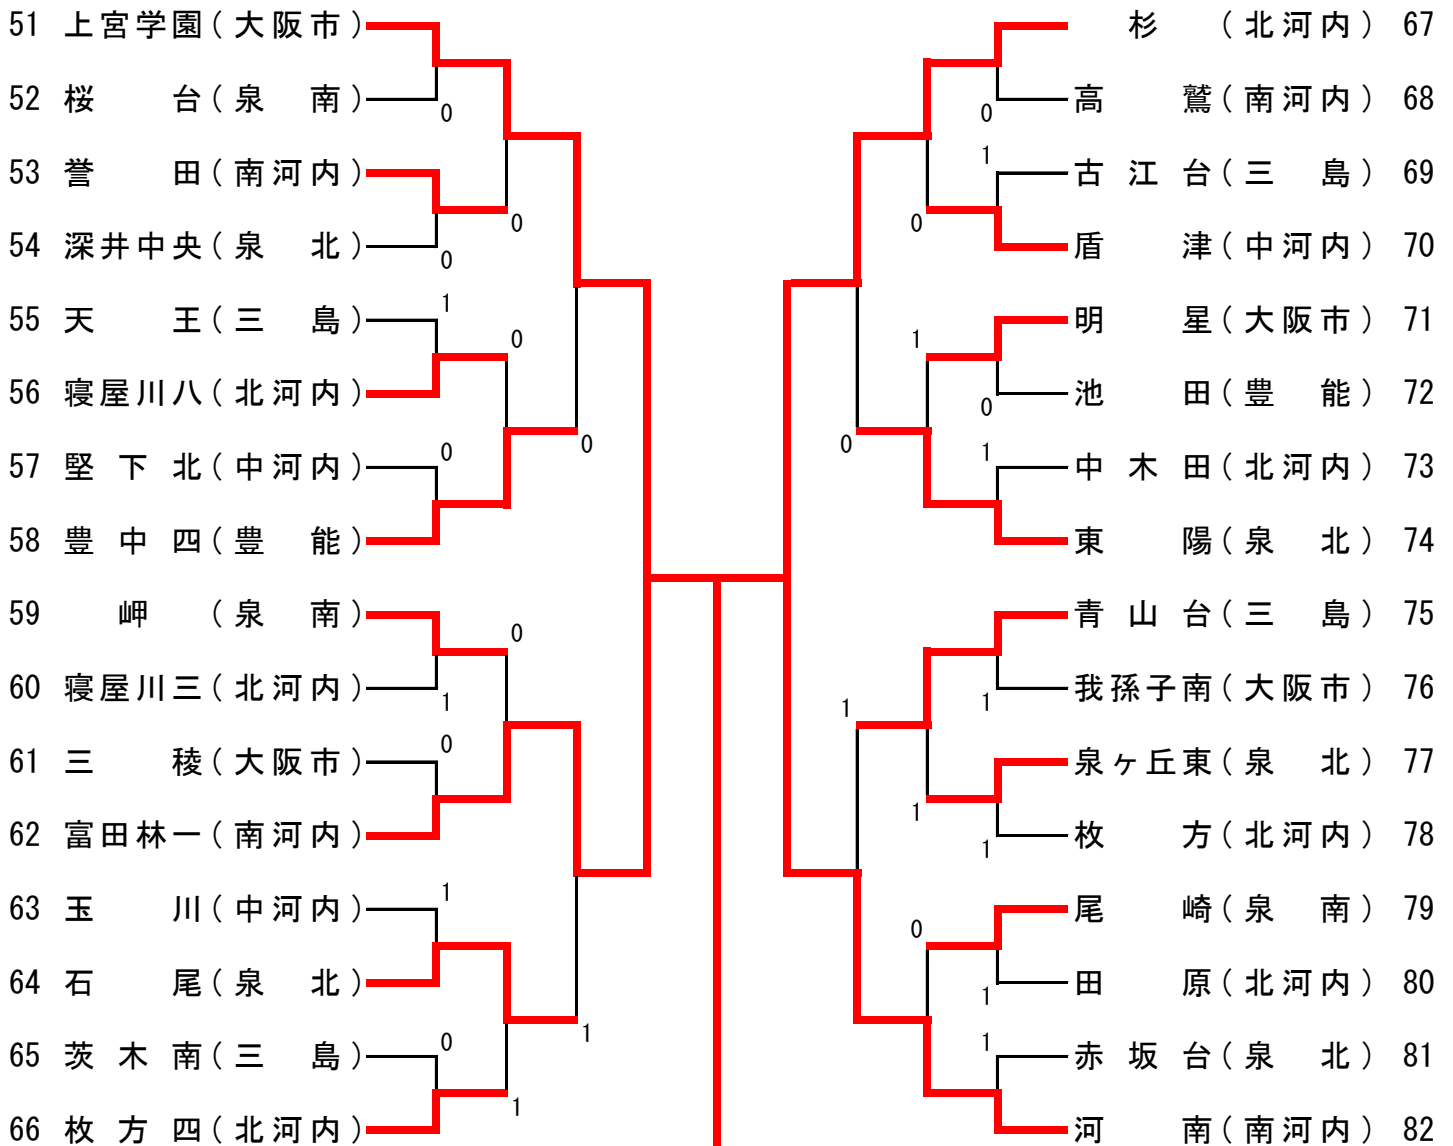 51 上宮学園(大阪市)
52 桜台(泉南)
0
53 誉田(南河内)
0
54 深井中央(泉北)
0
55 天王(三島)
1
0
56 寝屋川八(北河内)
0
57 堅下北(中河内)
0
58 豊中四(豊能)
59 岬(泉南)
0
60 寝屋川三(北河内)
1
61 三稜(大阪市)
0
62 富田林一(南河内)
63 玉川(中河内)
1
64 石尾(泉北)
1
65 茨木南(三島)
0
1
66 枚方四(北河内)
杉(北河内) 67
高鷲(南河内) 68
0
1
古江台(三島) 69
0
盾津(中河内) 70
明星(大阪市) 71
1
池田(豊能) 72
0
0
1
中木田(北河内) 73
東陽(泉北) 74
青山台(三島) 75
我孫子南(大阪市) 76
1
1
泉ヶ丘東(泉北) 77
1
枚方(北河内) 78
1
尾崎(泉南) 79
0
田原(北河内) 80
1
1
赤坂台(泉北) 81
河南(南河内) 82